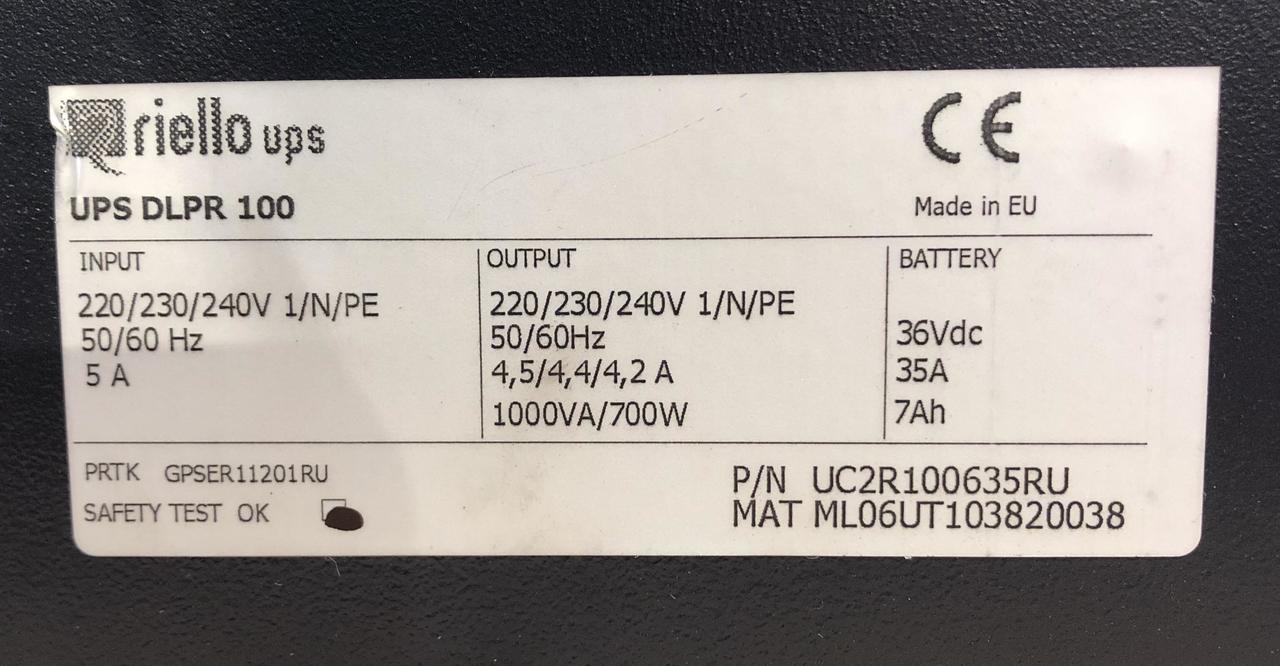 riello ups
CE
UPS DLPR 100
Made in EU
INPUT
220/230/240V 1/N/PE
50/60 Hz
5 A
OUTPUT
220/230/240V 1/N/PE
50/60Hz
4,5/4,4/4,2 A
1000VA/700W
BATTERY
36Vdc
35A
7Ah
PRTK GPSER11201RU
SAFETY TEST OK
P/N UC2R100635RU
MAT ML06UT103820038